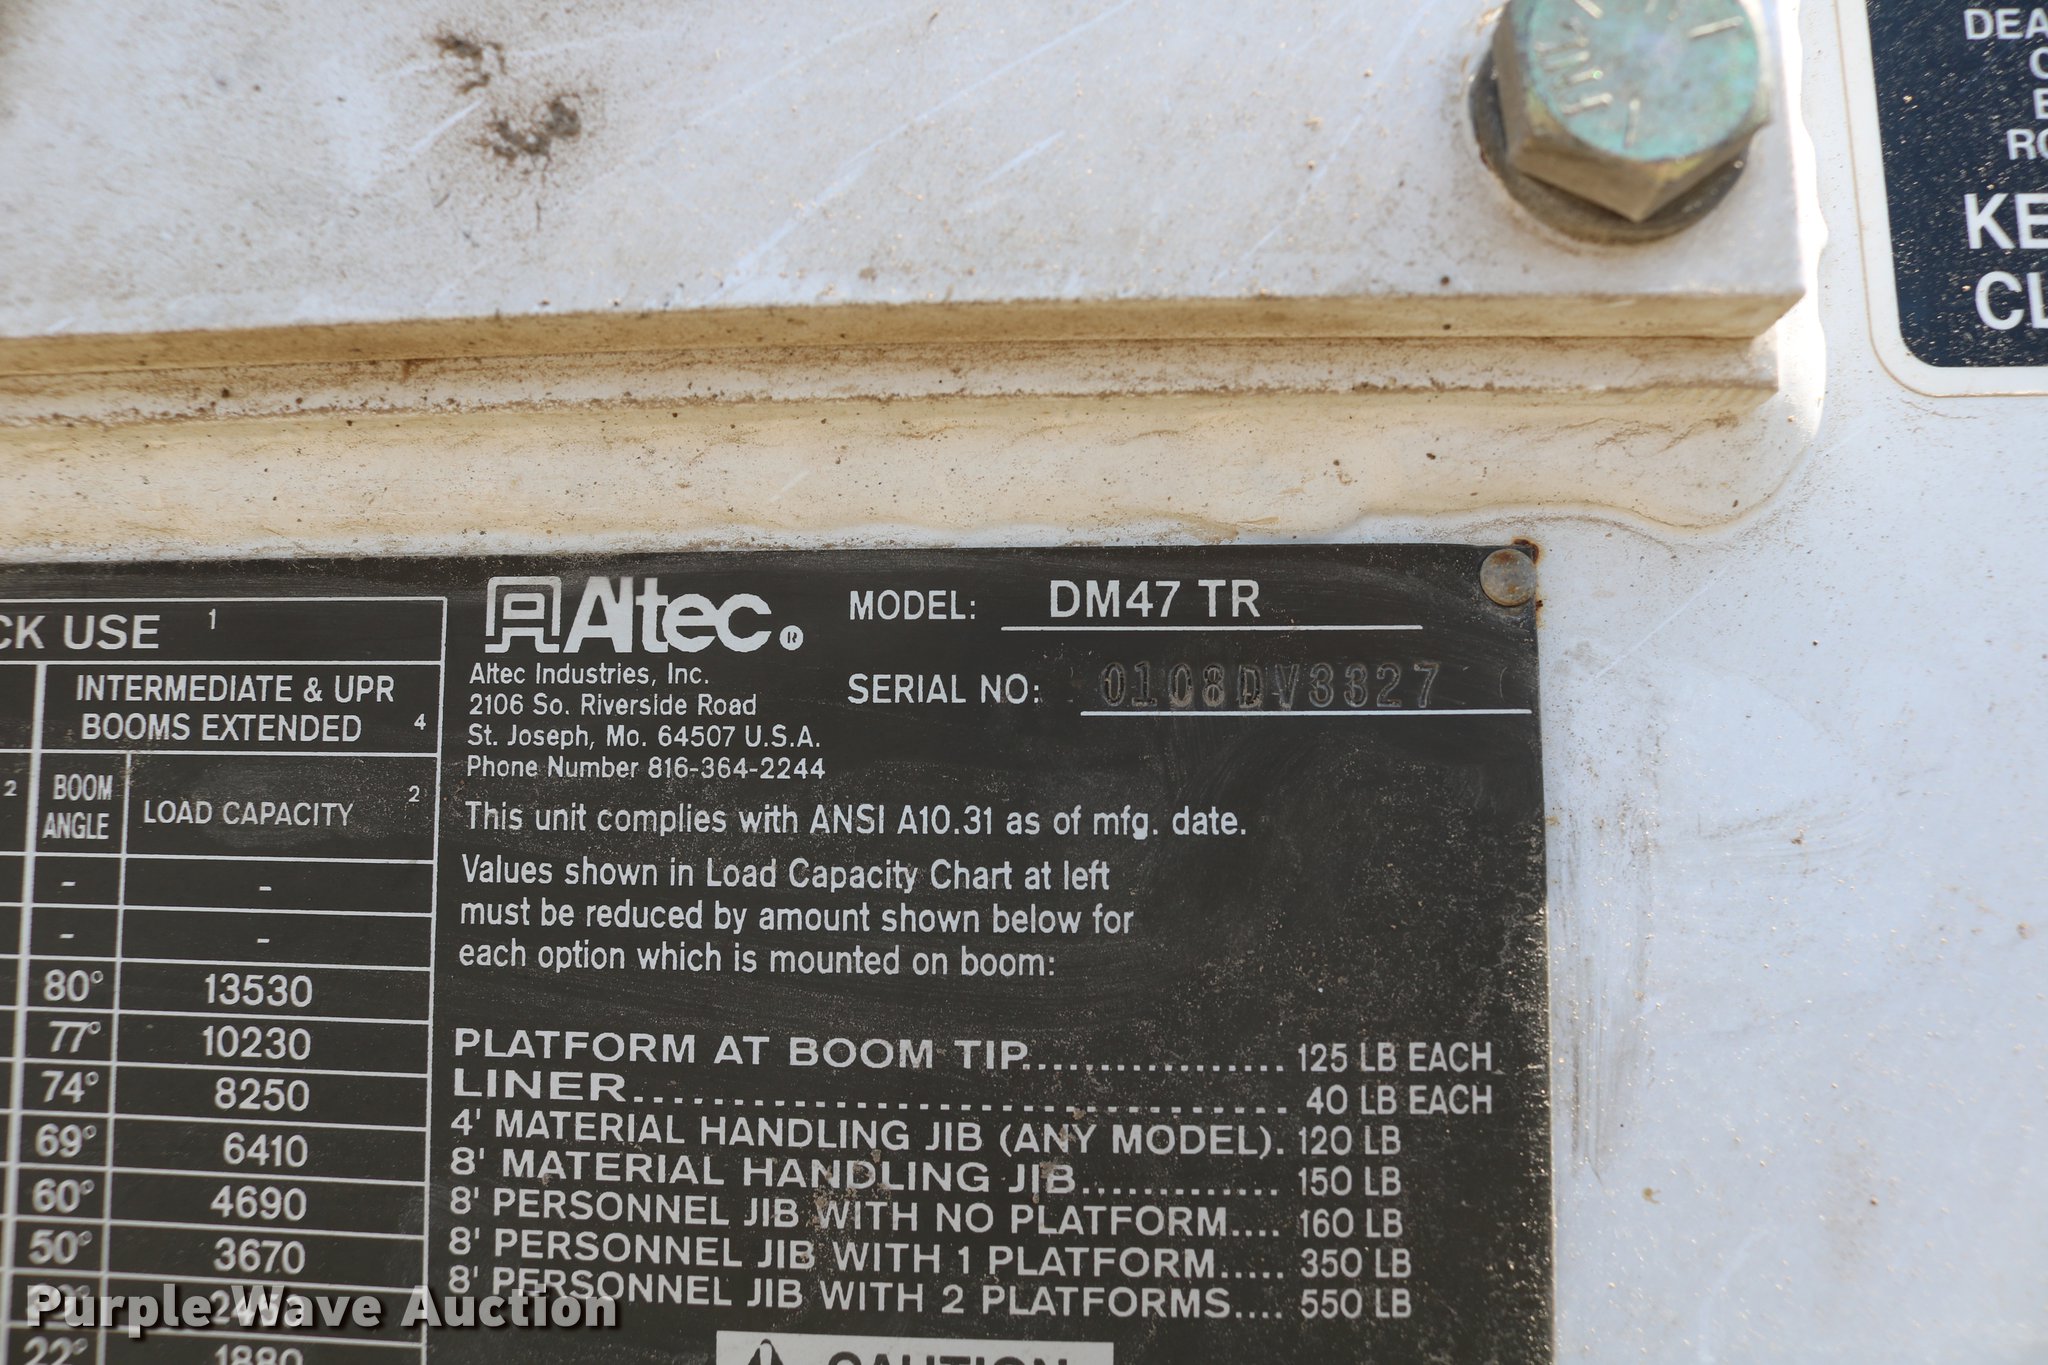 DEA
KE
CL
CK USE 1
INTERMEDIATE & UPR
BOOMS EXTENDED 4
2
BOOM
ANGLE
LOAD CAPACITY 2
- -
- -
80° 13530
77° 10230
74° 8250
69° 6410
60° 4690
50° 3670
22° 1880
Altec®
Altec Industries, Inc.
2106 So. Riverside Road
St. Joseph, Mo. 64507 U.S.A.
Phone Number 816-364-2244
MODEL: DM47 TR
SERIAL NO: 0108DV3327
This unit complies with ANSI A10.31 as of mfg. date.
Values shown in Load Capacity Chart at left
must be reduced by amount shown below for
each option which is mounted on boom:
PLATFORM AT BOOM TIP................. 125 LB EACH
LINER................................ 40 LB EACH
4' MATERIAL HANDLING JIB (ANY MODEL). 120 LB
8' MATERIAL HANDLING JIB............. 150 LB
8' PERSONNEL JIB WITH NO PLATFORM.... 160 LB
8' PERSONNEL JIB WITH 1 PLATFORM..... 350 LB
8' PERSONNEL JIB WITH 2 PLATFORMS.... 550 LB
CAUTION
Purple Wave Auction